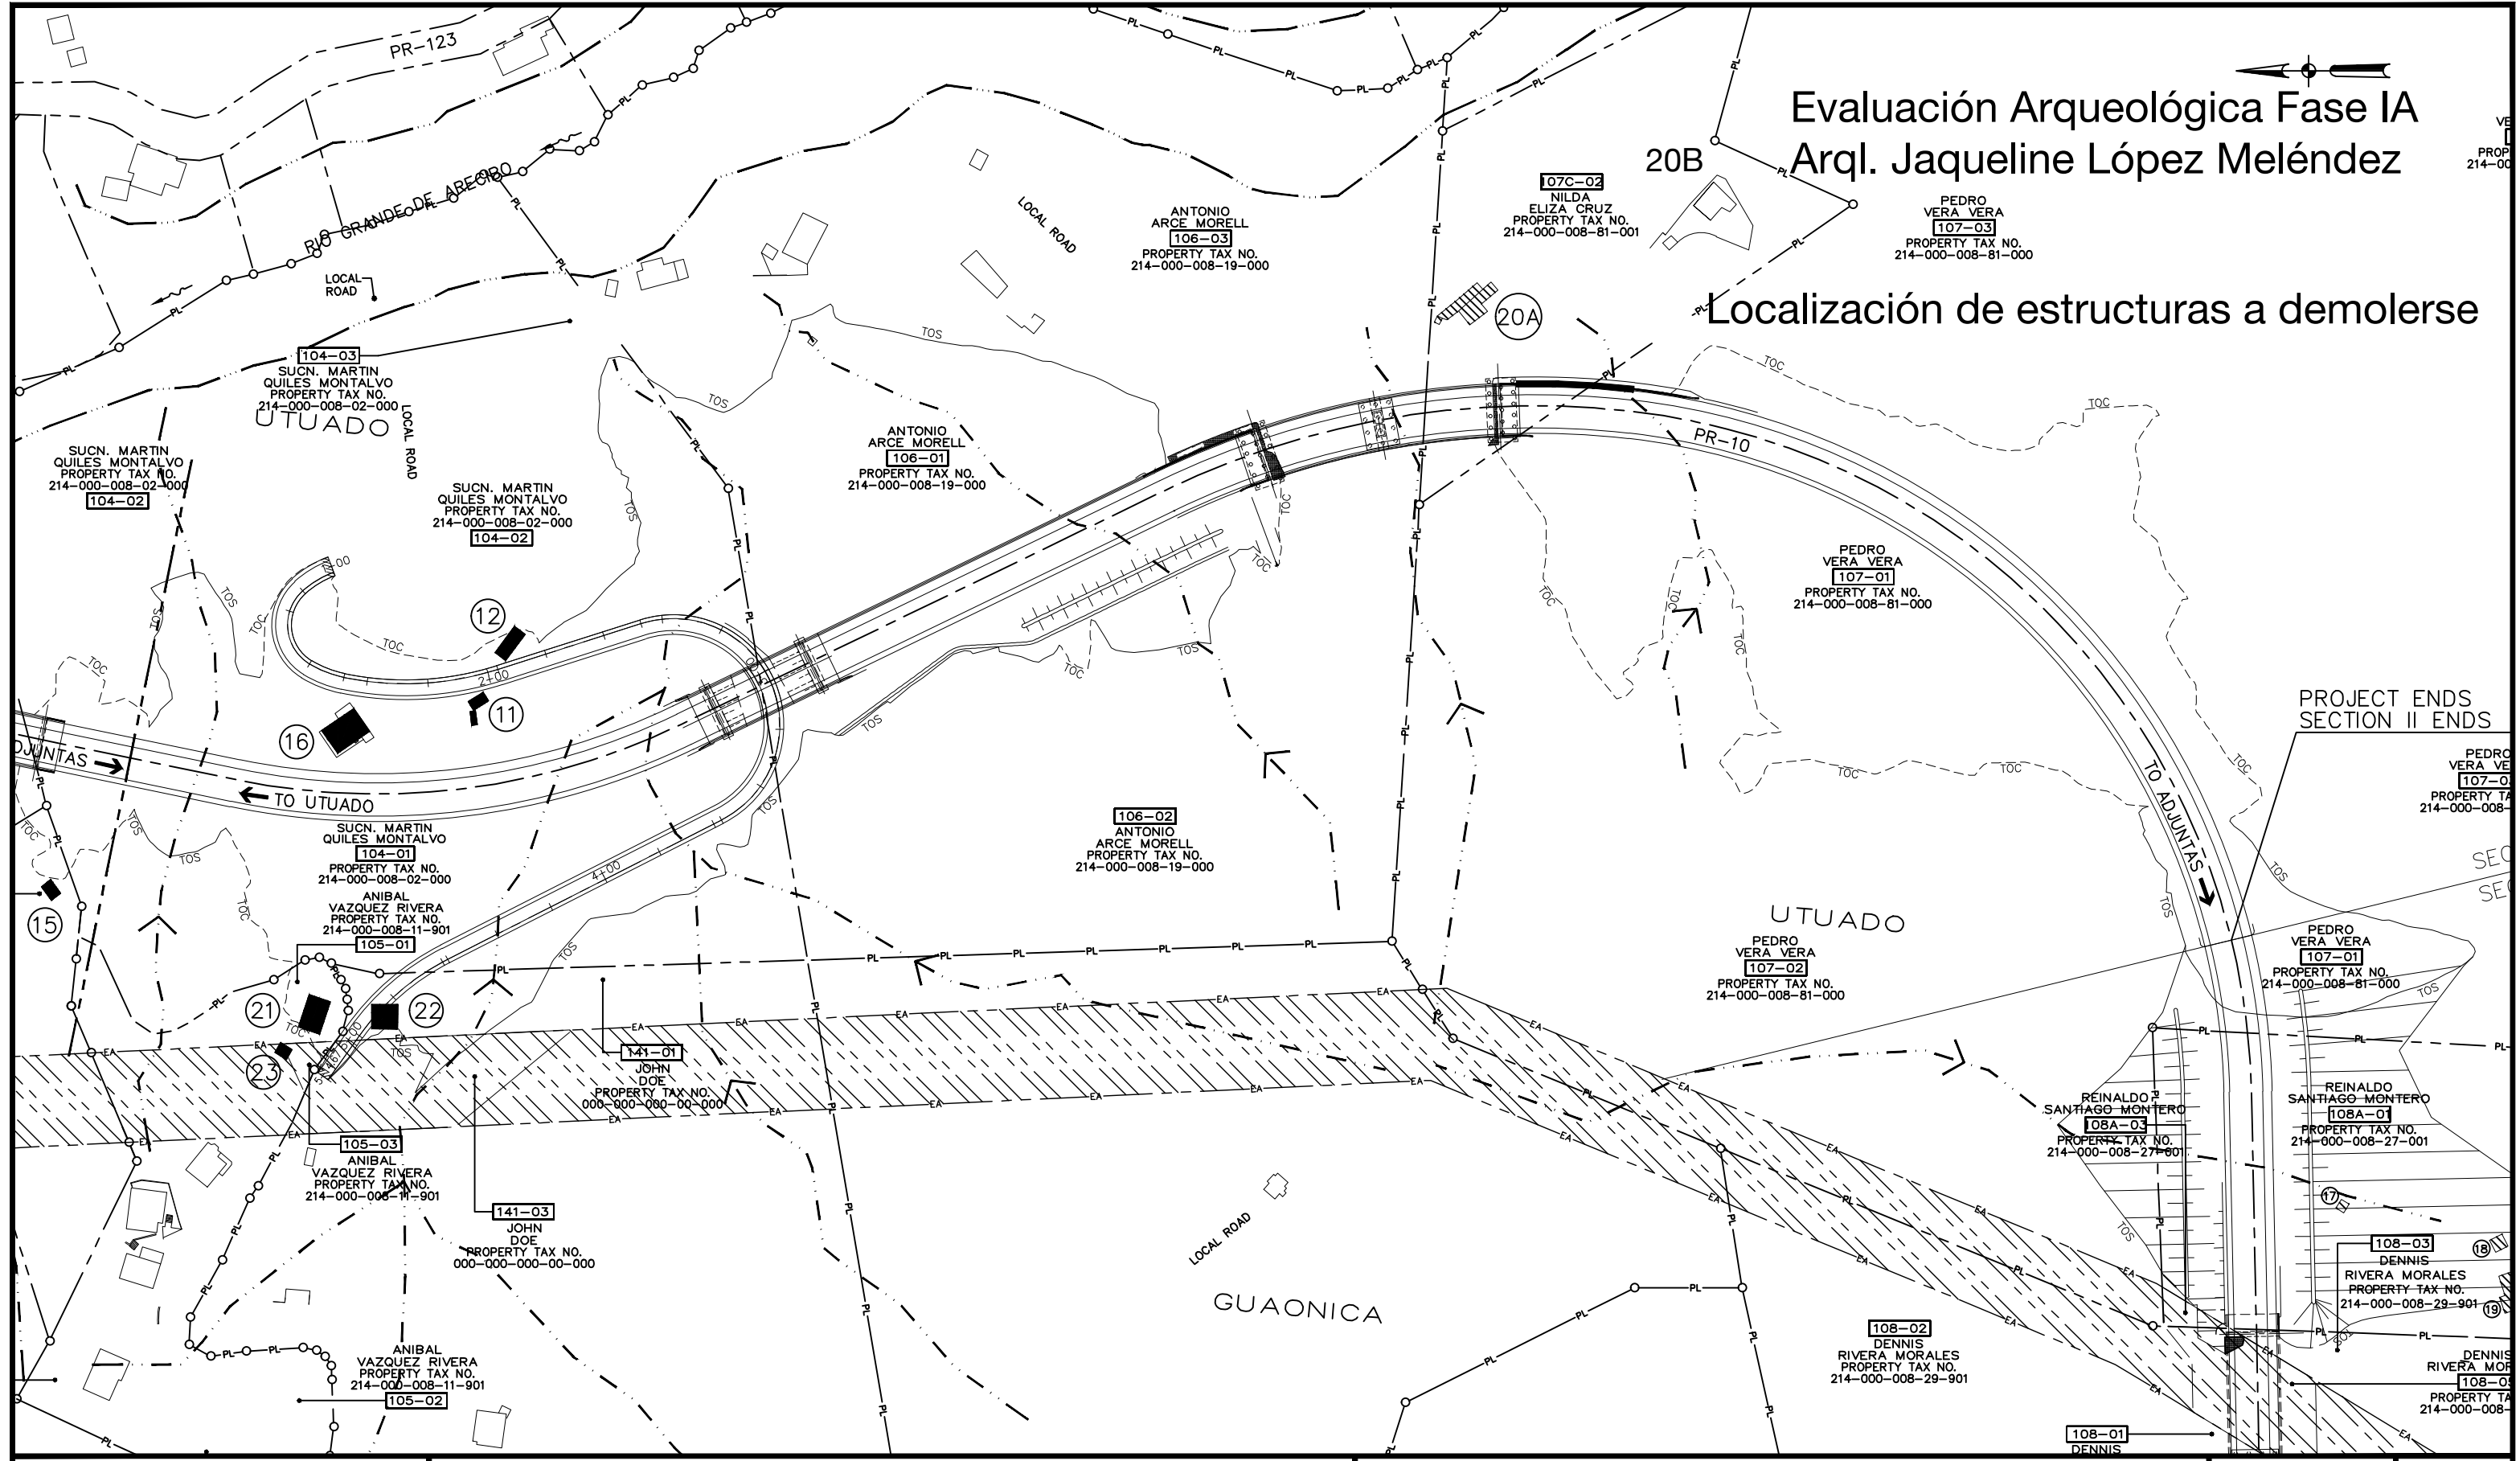 PR-123
Evaluación Arqueológica Fase IA
Arql. Jaqueline López Meléndez
20B
Localización de estructuras a demolerse
RIO GRANDE DE ARECIBO
LOCAL
ROAD
LOCAL ROAD
ANTONIO
ARCE MORELL
106-03
PROPERTY TAX NO.
214-000-008-19-000
107C-02
NILDA
ELIZA CRUZ
PROPERTY TAX NO.
214-000-008-81-001
PEDRO
VERA VERA
107-03
PROPERTY TAX NO.
214-000-008-81-000
20A
104-03
SUCN. MARTIN
QUILES MONTALVO
PROPERTY TAX NO.
214-000-008-02-000
UTUADO
LOCAL ROAD
SUCN. MARTIN
QUILES MONTALVO
PROPERTY TAX NO.
214-000-008-02-000
104-02
SUCN. MARTIN
QUILES MONTALVO
PROPERTY TAX NO.
214-000-008-02-000
104-02
ANTONIO
ARCE MORELL
106-01
PROPERTY TAX NO.
214-000-008-19-000
PR-10
PEDRO
VERA VERA
107-01
PROPERTY TAX NO.
214-000-008-81-000
12
11
16
2+00
TO UTUADO
TO ADJUNTAS
PROJECT ENDS
SECTION II ENDS
SUCN. MARTIN
QUILES MONTALVO
104-01
PROPERTY TAX NO.
214-000-008-02-000
ANIBAL
VAZQUEZ RIVERA
PROPERTY TAX NO.
214-000-008-11-901
105-01
4+00
15
106-02
ANTONIO
ARCE MORELL
PROPERTY TAX NO.
214-000-008-19-000
UTUADO
PEDRO
VERA VERA
107-02
PROPERTY TAX NO.
214-000-008-81-000
PEDRO
VERA VERA
107-01
PROPERTY TAX NO.
214-000-008-81-000
21
22
23
141-01
JOHN
DOE
PROPERTY TAX NO.
000-000-000-00-000
105-03
ANIBAL
VAZQUEZ RIVERA
PROPERTY TAX NO.
214-000-008-11-901
141-03
JOHN
DOE
PROPERTY TAX NO.
000-000-000-00-000
LOCAL ROAD
GUAONICA
REINALDO
SANTIAGO MONTERO
108A-03
PROPERTY TAX NO.
214-000-008-27-001
REINALDO
SANTIAGO MONTERO
108A-01
PROPERTY TAX NO.
214-000-008-27-001
17
18
19
108-03
DENNIS
RIVERA MORALES
PROPERTY TAX NO.
214-000-008-29-901
ANIBAL
VAZQUEZ RIVERA
PROPERTY TAX NO.
214-000-008-11-901
105-02
108-02
DENNIS
RIVERA MORALES
PROPERTY TAX NO.
214-000-008-29-901
108-01
DENNIS